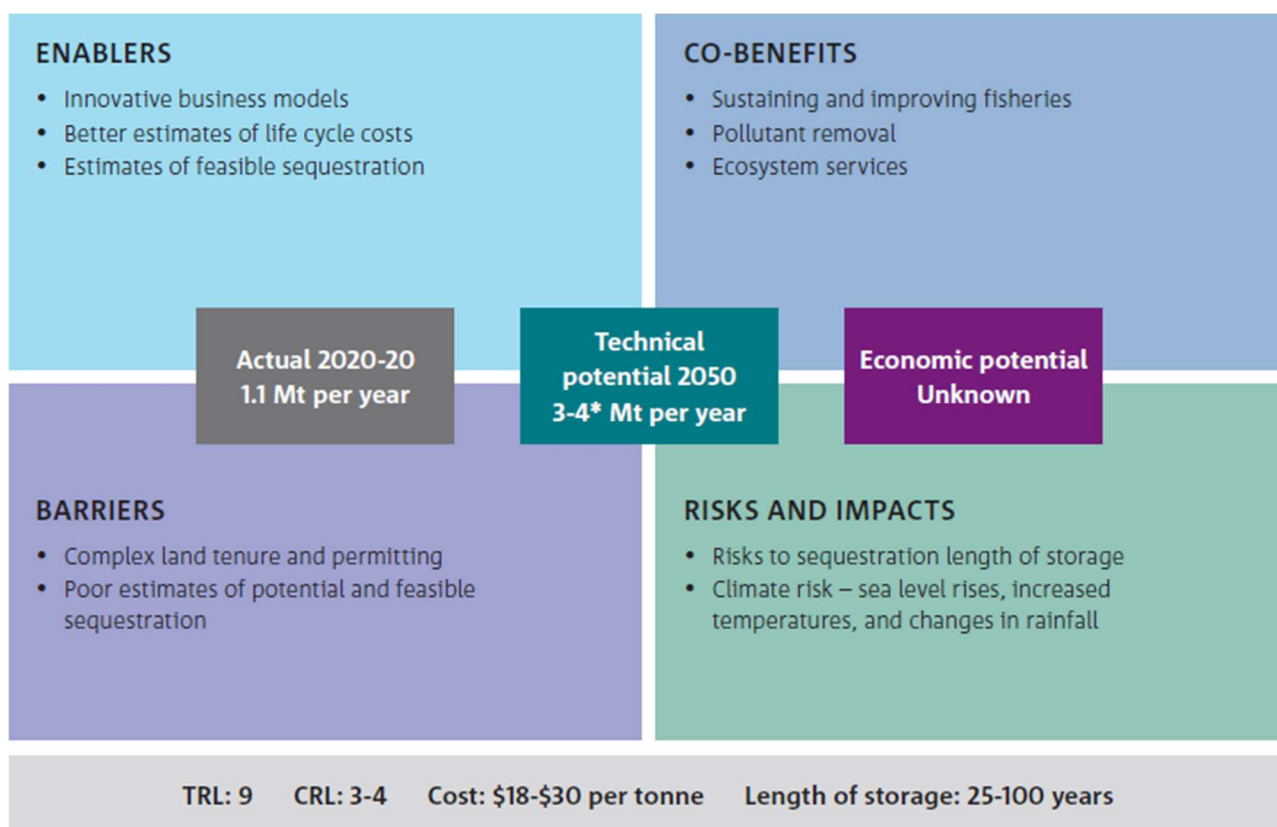 ENABLERS
• Innovative business models
• Better estimates of life cycle costs
• Estimates of feasible sequestration
CO-BENEFITS
• Sustaining and improving fisheries
• Pollutant removal
• Ecosystem services
Actual 2020-20
1.1 Mt per year
Technical
potential 2050
3-4* Mt per year
Economic potential
Unknown
BARRIERS
• Complex land tenure and permitting
• Poor estimates of potential and feasible
sequestration
RISKS AND IMPACTS
• Risks to sequestration length of storage
• Climate risk – sea level rises, increased
temperatures, and changes in rainfall
TRL: 9 CRL: 3-4 Cost: $18-$30 per tonne Length of storage: 25-100 years